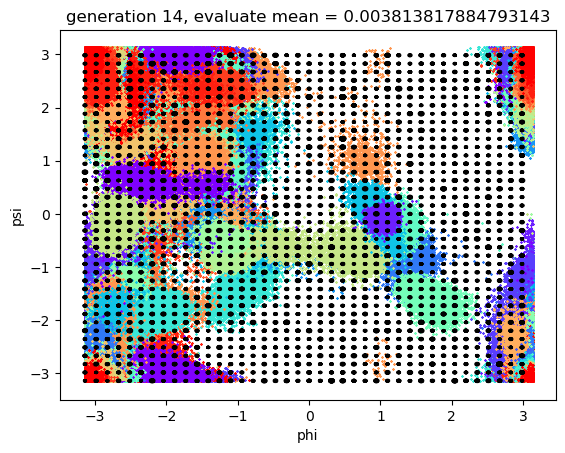 generation 14, evaluate mean = 0.003813817884793143
3
2
1
0
−1
−2
−3
psi
−3 −2 −1 0 1 2 3
phi